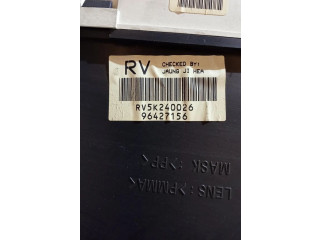 RV CHECKED BY:
JAUNG JI HEA
RV5K240026
96427156
MASK:>PP<
LENS:>PMMA<